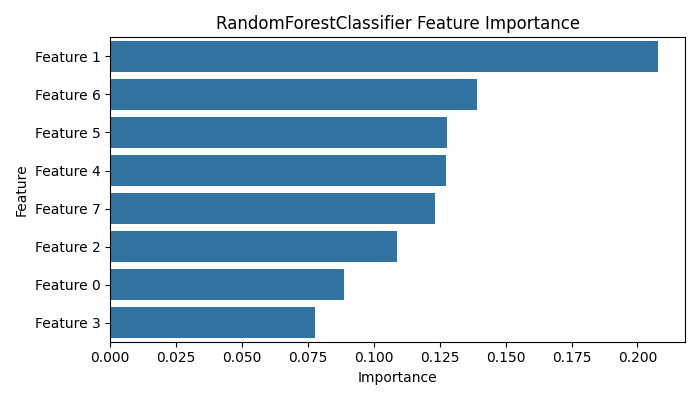 RandomForestClassifier Feature Importance
Feature 1
Feature 6
Feature 5
Feature 4
Feature 7
Feature 2
Feature 0
Feature 3
Feature
0.000 0.025 0.050 0.075 0.100 0.125 0.150 0.175 0.200
Importance